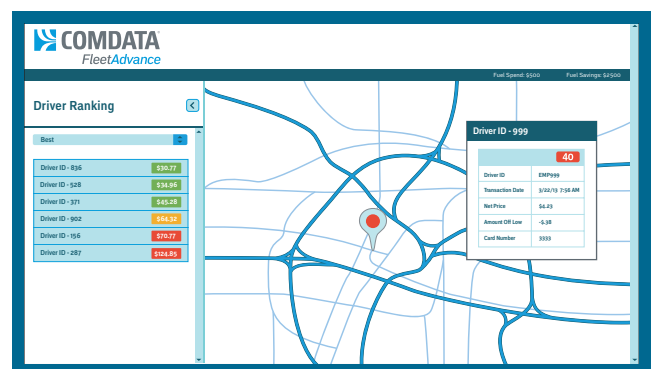 COMDATA
FleetAdvance
Fuel Spend: $500 Fuel Savings: $2500
Driver Ranking
Best
Driver ID - 836 $30.77
Driver ID - 528 $34.96
Driver ID - 371 $45.28
Driver ID - 902 $64.32
Driver ID - 156 $70.77
Driver ID - 287 $124.85
Driver ID - 999
40
Driver ID EMP999
Transaction Date 3/22/13 7:58 AM
Net Price $4.23
Amount Off Low -$.38
Card Number 3333